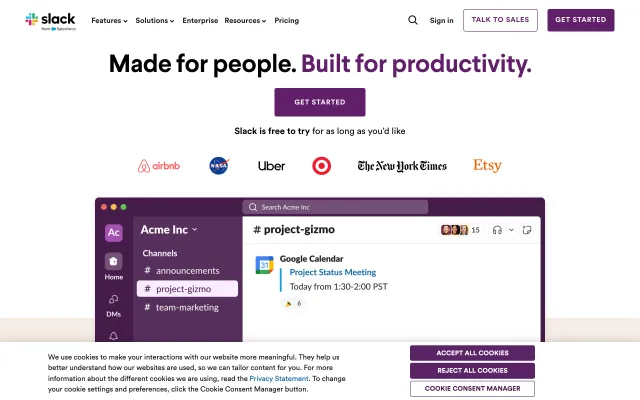 slack
from Salesforce
Features
Solutions
Enterprise
Resources
Pricing
Sign in
TALK TO SALES
GET STARTED
Made for people. Built for productivity.
GET STARTED
Slack is free to try for as long as you'd like
airbnb
NASA
Uber
The New York Times
Etsy
Search Acme Inc
Ac
Acme Inc
# project-gizmo
15
Channels
# announcements
# project-gizmo
# team-marketing
Home
DMs
Google Calendar
31
Project Status Meeting
Today from 1:30-2:00 PST
6
We use cookies to make your interactions with our website more meaningful. They help us
better understand how our websites are used, so we can tailor content for you. For more
information about the different cookies we are using, read the Privacy Statement. To change
your cookie settings and preferences, click the Cookie Consent Manager button.
ACCEPT ALL COOKIES
REJECT ALL COOKIES
COOKIE CONSENT MANAGER